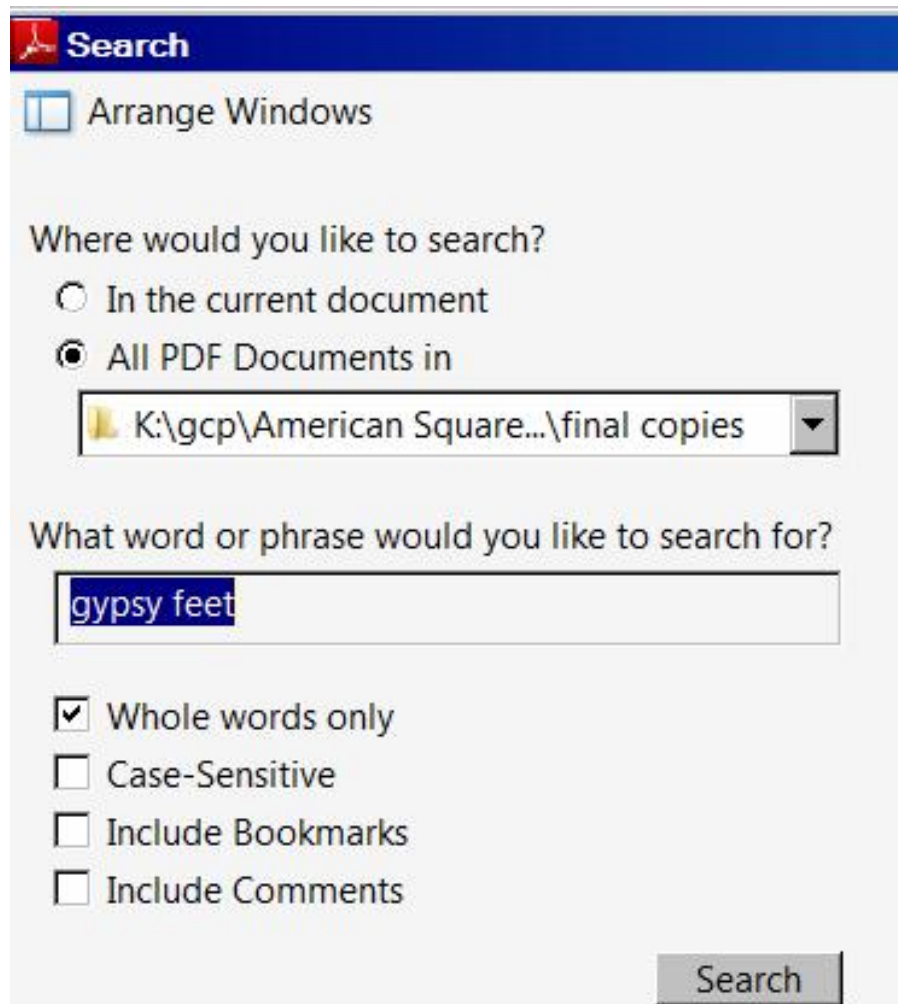 Search
Arrange Windows
Where would you like to search?
In the current document
All PDF Documents in
K:\gcp\American Square...\final copies
What word or phrase would you like to search for?
gypsy feet
Whole words only
Case-Sensitive
Include Bookmarks
Include Comments
Search